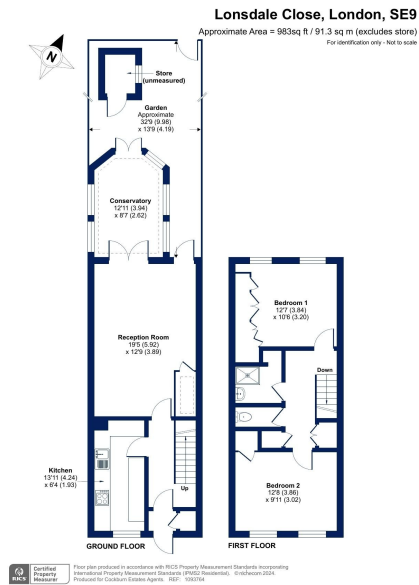 Lonsdale Close, London, SE9
Approximate Area = 983sq ft / 91.3 sq m (excludes store)
For identification only - Not to scale
N
Store
(unmeasured)
Garden
Approximate
32'9 (9.98)
x 13'9 (4.19)
Conservatory
12'11 (3.94)
x 8'7 (2.62)
Reception Room
19'5 (5.92)
x 12'9 (3.89)
Kitchen
13'11 (4.24)
x 6'4 (1.93)
Up
GROUND FLOOR
Bedroom 1
12'7 (3.84)
x 10'6 (3.20)
Down
Bedroom 2
12'8 (3.86)
x 9'11 (3.02)
FIRST FLOOR
RICS
Certified
Property
Measurer
Floor plan produced in accordance with RICS Property Measurement Standards incorporating
International Property Measurement Standards (IPMS2 Residential). ©nichecom 2024.
Produced for Cockburn Estates Agents. REF: 1093764